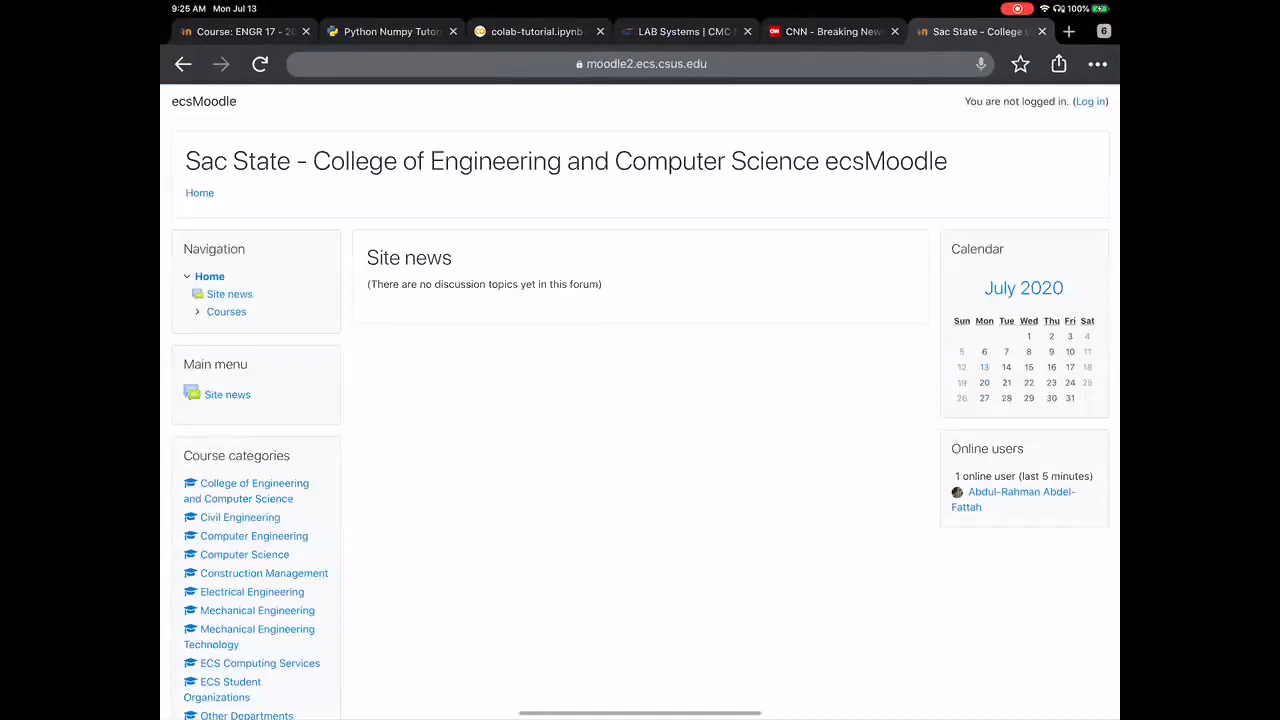 9:25 AM Mon Jul 13
100%
Course: ENGR 17 - 20
Python Numpy Tutor
colab-tutorial.ipynb
LAB Systems | CMC M
CNN - Breaking New
Sac State - College
6
moodle2.ecs.csus.edu
ecsMoodle
You are not logged in. (Log in)
Sac State - College of Engineering and Computer Science ecsMoodle
Home
Navigation
Home
Site news
Courses
Main menu
Site news
Course categories
College of Engineering
and Computer Science
Civil Engineering
Computer Engineering
Computer Science
Construction Management
Electrical Engineering
Mechanical Engineering
Mechanical Engineering
Technology
ECS Computing Services
ECS Student
Organizations
Other Departments
Site news
(There are no discussion topics yet in this forum)
Calendar
July 2020
Sun Mon Tue Wed Thu Fri Sat
1 2 3 4
5 6 7 8 9 10 11
12 13 14 15 16 17 18
19 20 21 22 23 24 25
26 27 28 29 30 31
Online users
1 online user (last 5 minutes)
Abdul-Rahman Abdel-
Fattah